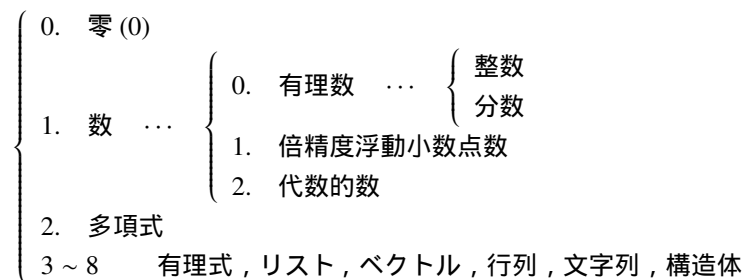 0. 零 (0)
1. 数 ···
0. 有理数 ···
整数
分数
1. 倍精度浮動小数点数
2. 代数的数
2. 多項式
3 ~ 8 有理式 , リスト , ベクトル , 行列 , 文字列 , 構造体